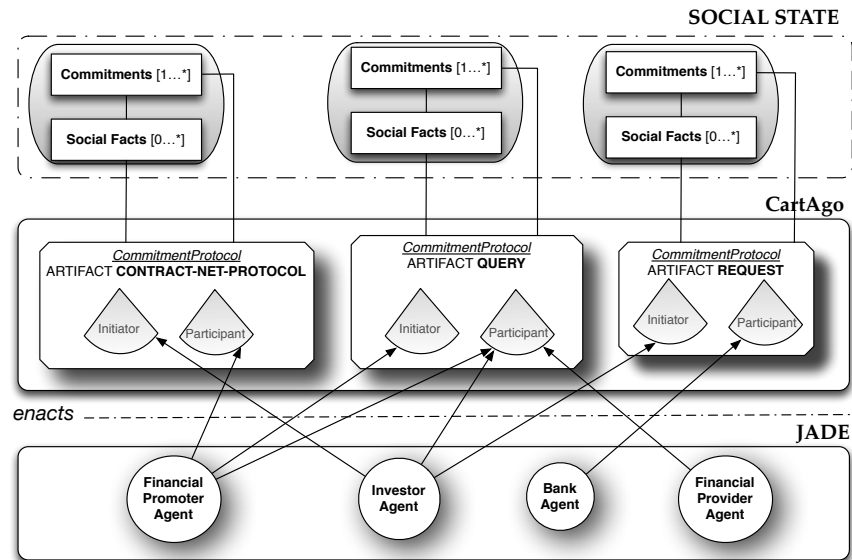 SOCIAL STATE
Commitments [1...*]
Social Facts [0...*]
Commitments [1...*]
Social Facts [0...*]
Commitments [1...*]
Social Facts [0...*]
CartAgo
CommitmentProtocol
ARTIFACT CONTRACT-NET-PROTOCOL
Initiator
Participant
CommitmentProtocol
ARTIFACT QUERY
Initiator
Participant
CommitmentProtocol
ARTIFACT REQUEST
Initiator
Participant
enacts
JADE
Financial
Promoter
Agent
Investor
Agent
Bank
Agent
Financial
Provider
Agent